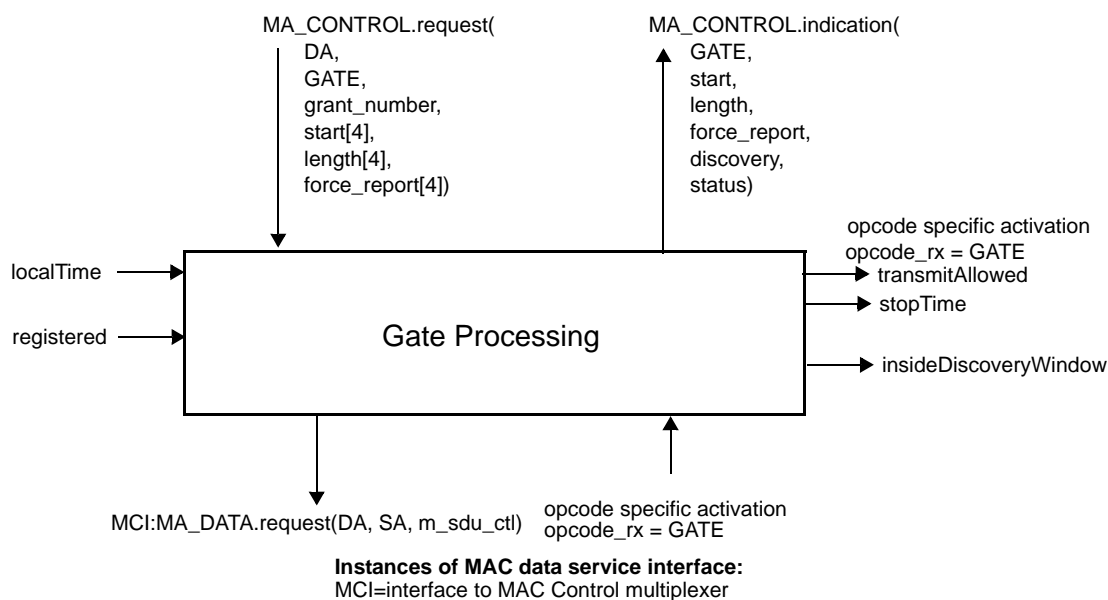 MA_CONTROL.request(
DA,
GATE,
grant_number,
start[4],
length[4],
force_report[4])
MA_CONTROL.indication(
GATE,
start,
length,
force_report,
discovery,
status)
localTime
registered
Gate Processing
opcode specific activation
opcode_rx = GATE
transmitAllowed
stopTime
insideDiscoveryWindow
MCI:MA_DATA.request(DA, SA, m_sdu_ctl)
opcode specific activation
opcode_rx = GATE
Instances of MAC data service interface:
MCI=interface to MAC Control multiplexer